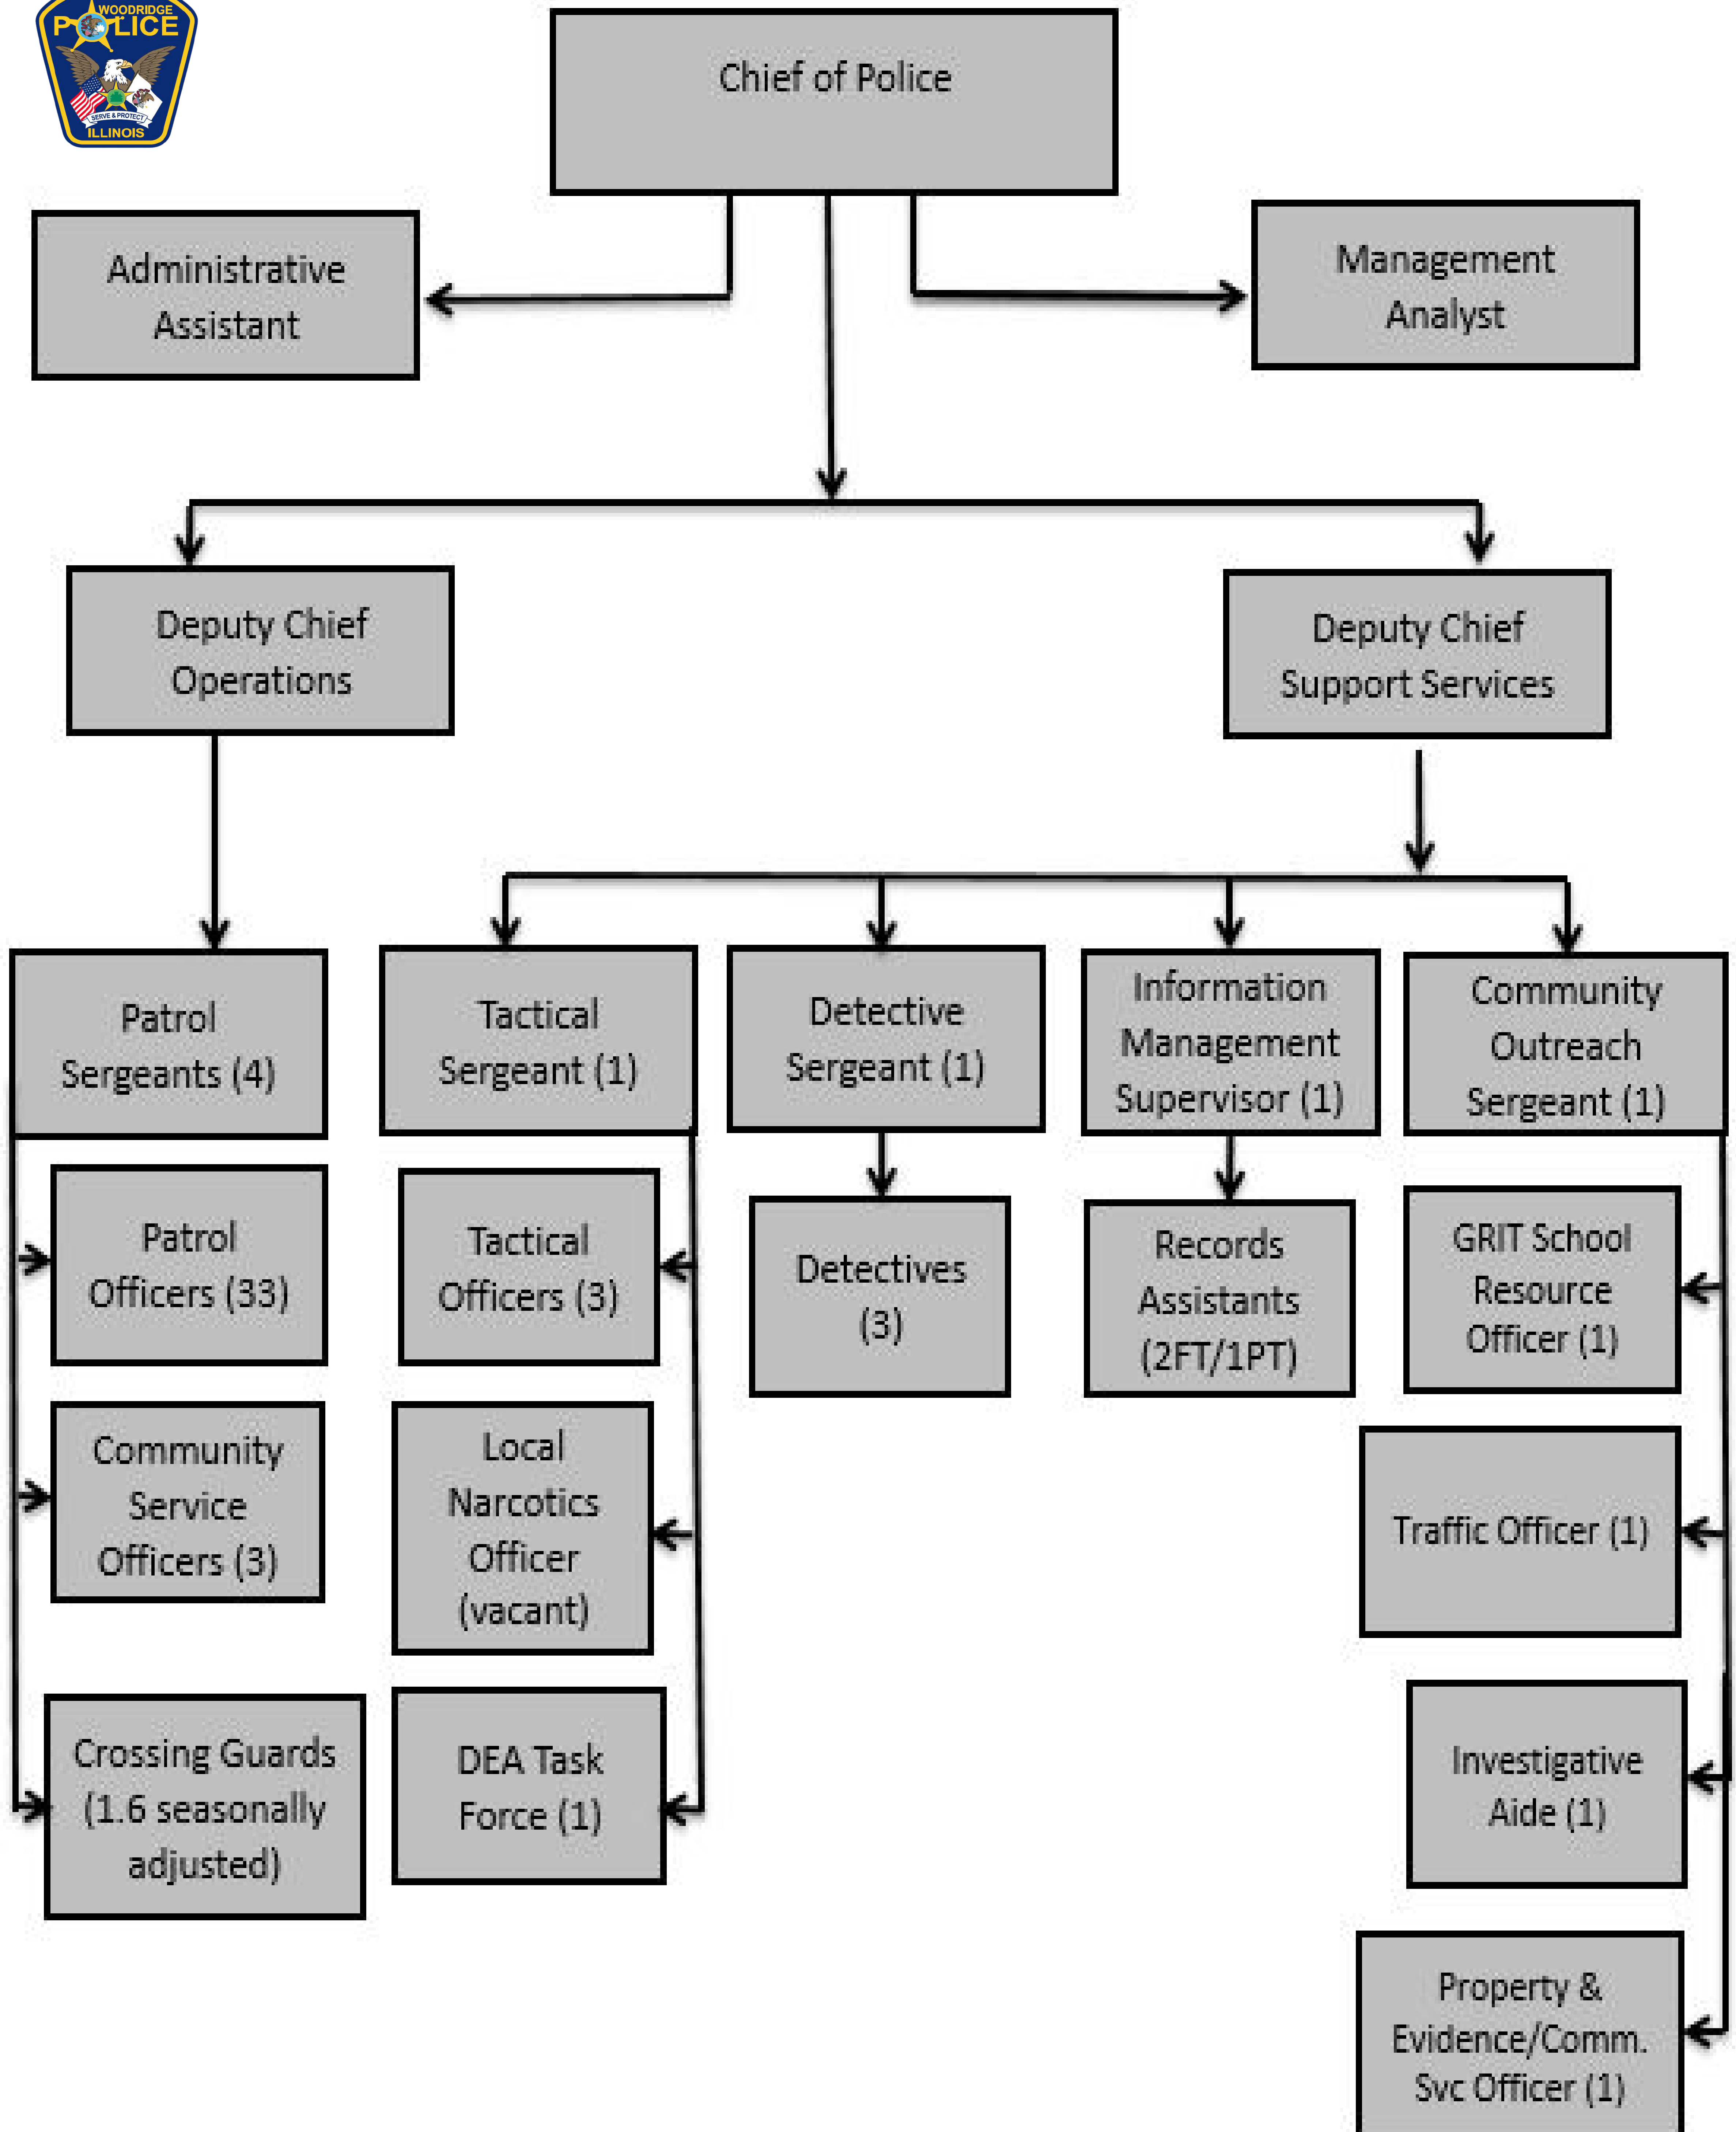 WOODRIDGE
POLICE
SERVE & PROTECT
ILLINOIS
Chief of Police
Administrative
Assistant
Management
Analyst
Deputy Chief
Operations
Deputy Chief
Support Services
Patrol
Sergeants (4)
Tactical
Sergeant (1)
Detective
Sergeant (1)
Information
Management
Supervisor (1)
Community
Outreach
Sergeant (1)
Patrol
Officers (33)
Tactical
Officers (3)
Detectives
(3)
Records
Assistants
(2FT/1PT)
GRIT School
Resource
Officer (1)
Community
Service
Officers (3)
Local
Narcotics
Officer
(vacant)
Traffic Officer (1)
Crossing Guards
(1.6 seasonally
adjusted)
DEA Task
Force (1)
Investigative
Aide (1)
Property &
Evidence/Comm.
Svc Officer (1)